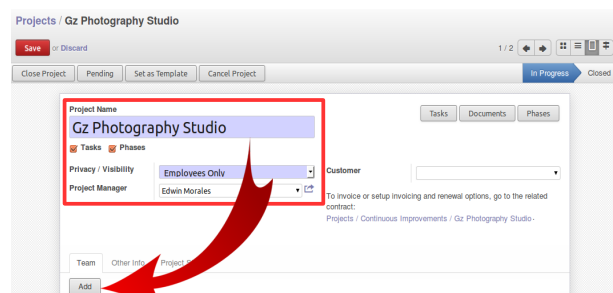 Projects / Gz Photography Studio
Save or Discard
1 / 2
Close Project Pending Set as Template Cancel Project In Progress Closed
Project Name
Gz Photography Studio
Tasks Documents Phases
Tasks Phases
Privacy / Visibility Employees Only Customer
Project Manager Edwin Morales
To invoice or setup invoicing and renewal options, go to the related
contract:
Projects / Continuous Improvements / Gz Photography Studio-
Team Other Info Project S
Add